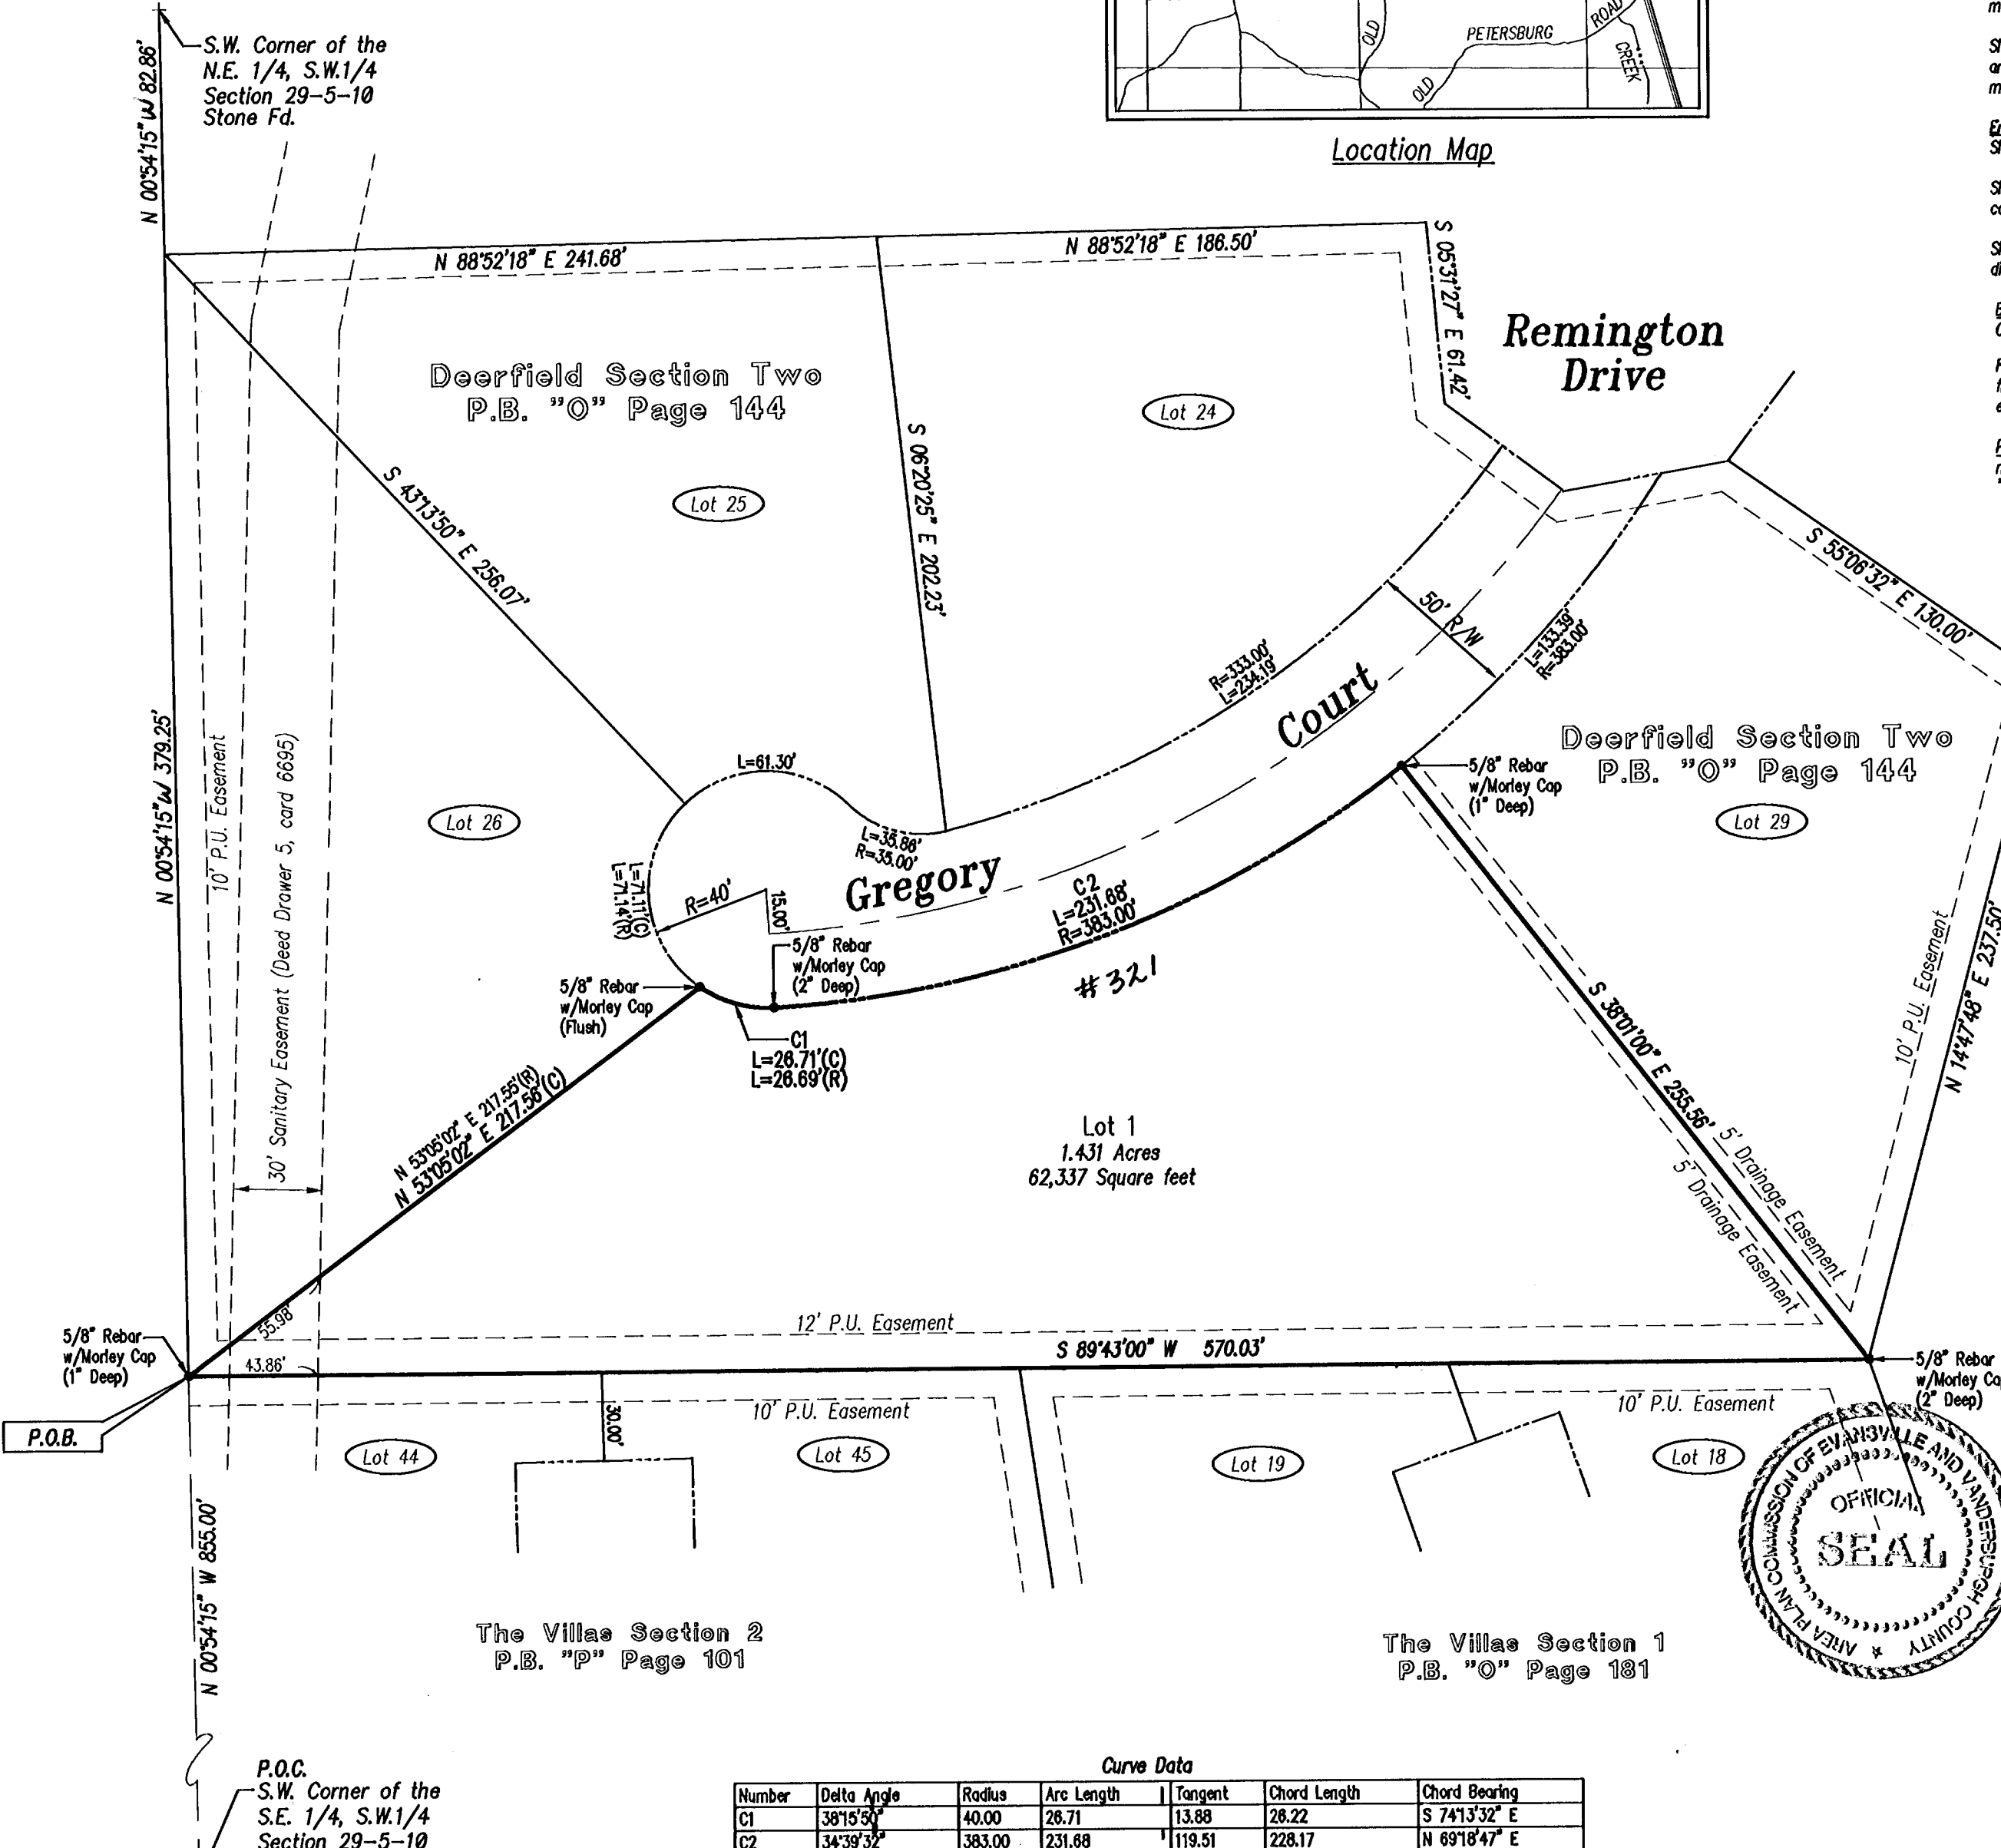 S.W. Corner of the
N.E. 1/4, S.W.1/4
Section 29-5-10
Stone Fd.
N 00°54'15" W 82.86'
OLD
PETERSBURG
ROAD
CREEK
OLD
Location Map
N 88°52'18" E 241.68'
N 88°52'18" E 186.50'
S 05°31'27" E 61.42'
Remington
Drive
Deerfield Section Two
P.B. "O" Page 144
Lot 24
Lot 25
S 43°13'50" E 256.07'
S 06°20'25" E 202.23'
S 55°06'32" E 130.00'
50' R/W
R=333.00'
L=234.19'
L=133.39'
R=383.00'
Court
Gregory
Deerfield Section Two
P.B. "O" Page 144
Lot 29
5/8" Rebar
w/Morley Cap
(1" Deep)
N 00°54'15" W 379.25'
10' P.U. Easement
30' Sanitary Easement (Deed Drawer 5, card 6695)
Lot 26
L=61.30'
L=35.86'
R=35.00'
L=71.11'(C)
L=71.14'(R)
R=40'
15.00'
C2
L=231.68'
R=383.00'
#321
5/8" Rebar
w/Morley Cap
(2" Deep)
5/8" Rebar
w/Morley Cap
(Flush)
C1
L=26.71'(C)
L=26.69'(R)
N 53°05'02" E 217.55'(R)
N 53°05'02" E 217.56'(C)
Lot 1
1.431 Acres
62,337 Square feet
S 38°01'00" E 255.56'
5' Drainage Easement
5' Drainage Easement
10' P.U. Easement
N 14°47'48" E 237.50'
55.98'
43.86'
12' P.U. Easement
S 89°43'00" W 570.03'
5/8" Rebar
w/Morley Cap
(1" Deep)
P.O.B.
5/8" Rebar
w/Morley
(2" Deep)
10' P.U. Easement
10' P.U. Easement
30.00'
Lot 44
Lot 45
Lot 19
Lot 18
AREA PLAN COMMISSION OF EVANSVILLE AND VANDERBURGH COUNTY
OFFICIAL
SEAL
N 00°54'15" W 855.00'
The Villas Section 2
P.B. "P" Page 101
The Villas Section 1
P.B. "O" Page 181
P.O.C.
S.W. Corner of the
S.E. 1/4, S.W.1/4
Section 29-5-10
Curve Data
Number Delta Angle Radius Arc Length Tangent Chord Length Chord Bearing
C1 38°15'50" 40.00 26.71 13.88 26.22 S 74°13'32" E
C2 34°39'32" 383.00 231.68 119.51 228.17 N 69°18'47" E